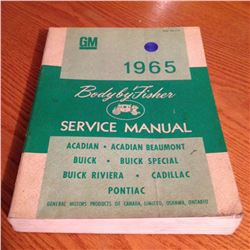 GM
1965
Body by Fisher
SERVICE MANUAL
ACADIAN • ACADIAN BEAUMONT
BUICK • BUICK SPECIAL
BUICK RIVIERA • CADILLAC
PONTIAC
GENERAL MOTORS PRODUCTS OF CANADA, LIMITED, OSHAWA, ONTARIO